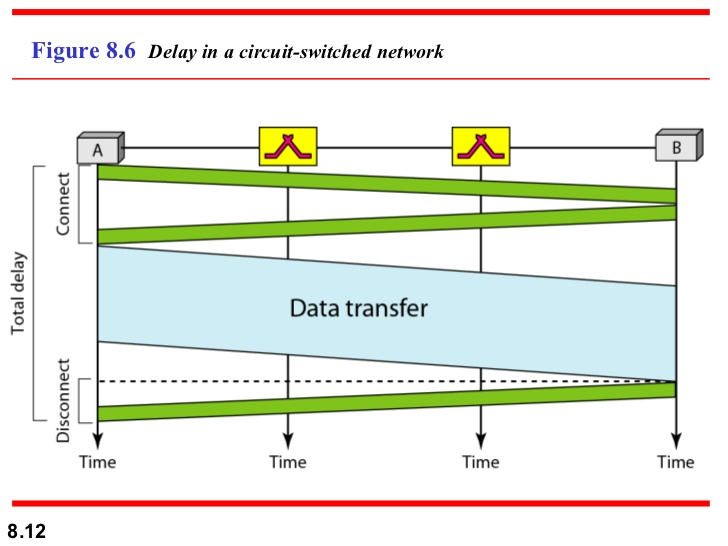 Figure 8.6 Delay in a circuit-switched network
A
B
Connect
Total delay
Data transfer
Disconnect
Time
Time
Time
Time
8.12